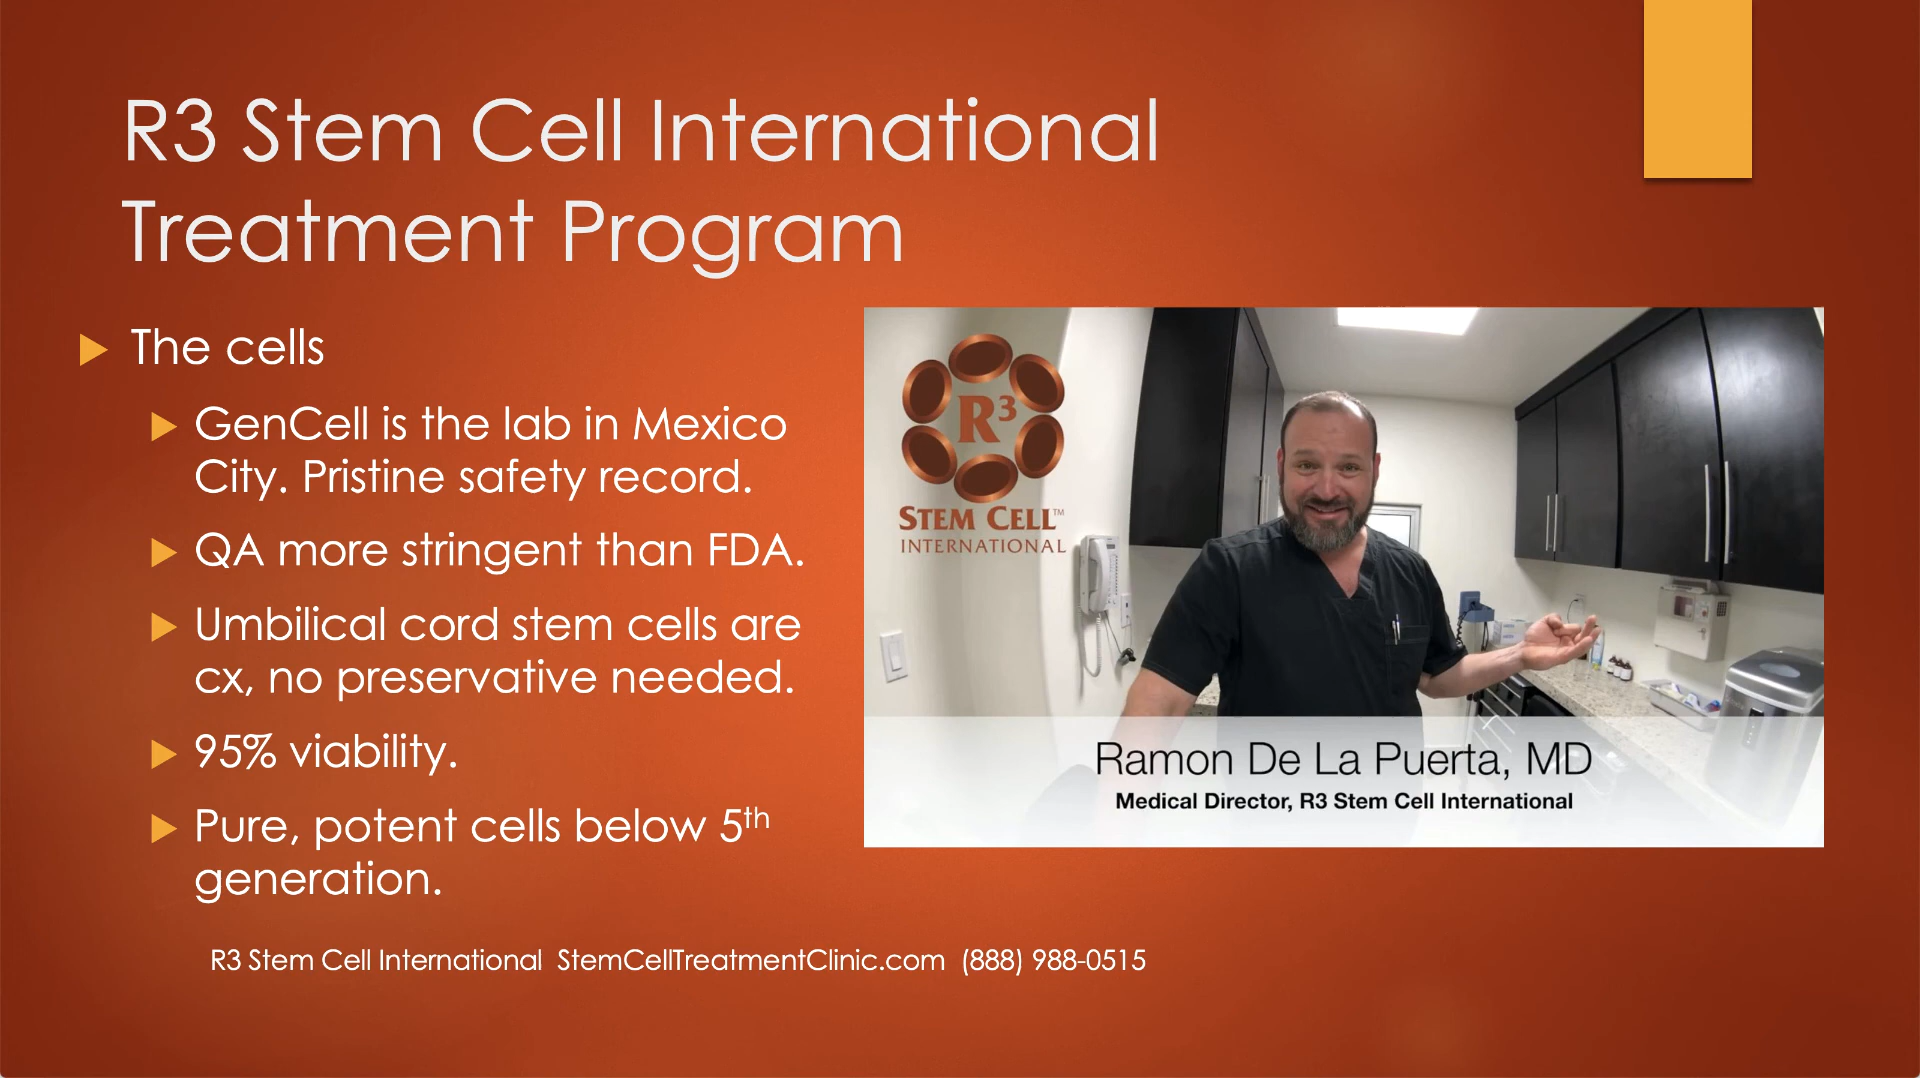 R3 Stem Cell International
Treatment Program
The cells
GenCell is the lab in Mexico
City. Pristine safety record.
QA more stringent than FDA.
Umbilical cord stem cells are
cx, no preservative needed.
95% viability.
Pure, potent cells below 5th
generation.
R3
STEM CELL™
INTERNATIONAL
Ramon De La Puerta, MD
Medical Director, R3 Stem Cell International
R3 Stem Cell International StemCellTreatmentClinic.com (888) 988-0515